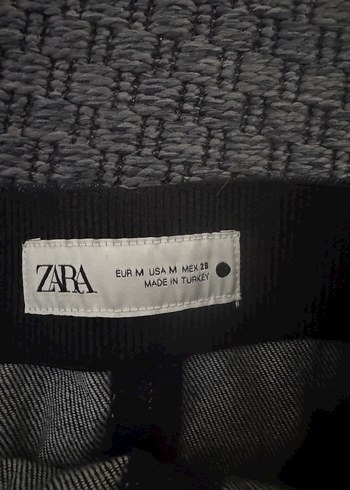 ZARA
EUR M USA M MEX 28
MADE IN TURKEY